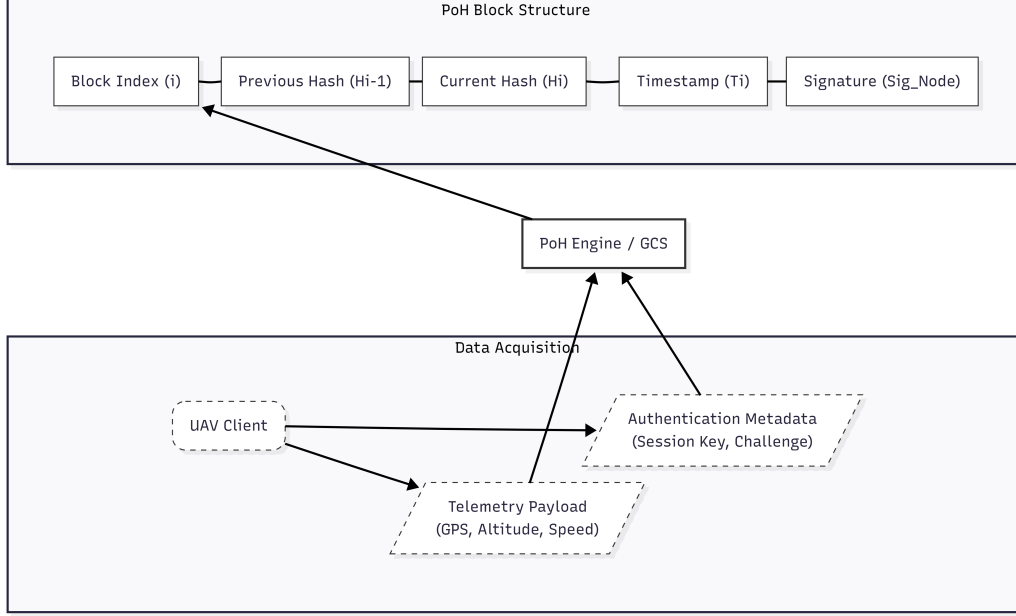 PoH Block Structure
Block Index (i)
Previous Hash (Hi-1)
Current Hash (Hi)
Timestamp (Ti)
Signature (Sig_Node)
PoH Engine / GCS
Data Acquisition
UAV Client
Authentication Metadata
(Session Key, Challenge)
Telemetry Payload
(GPS, Altitude, Speed)